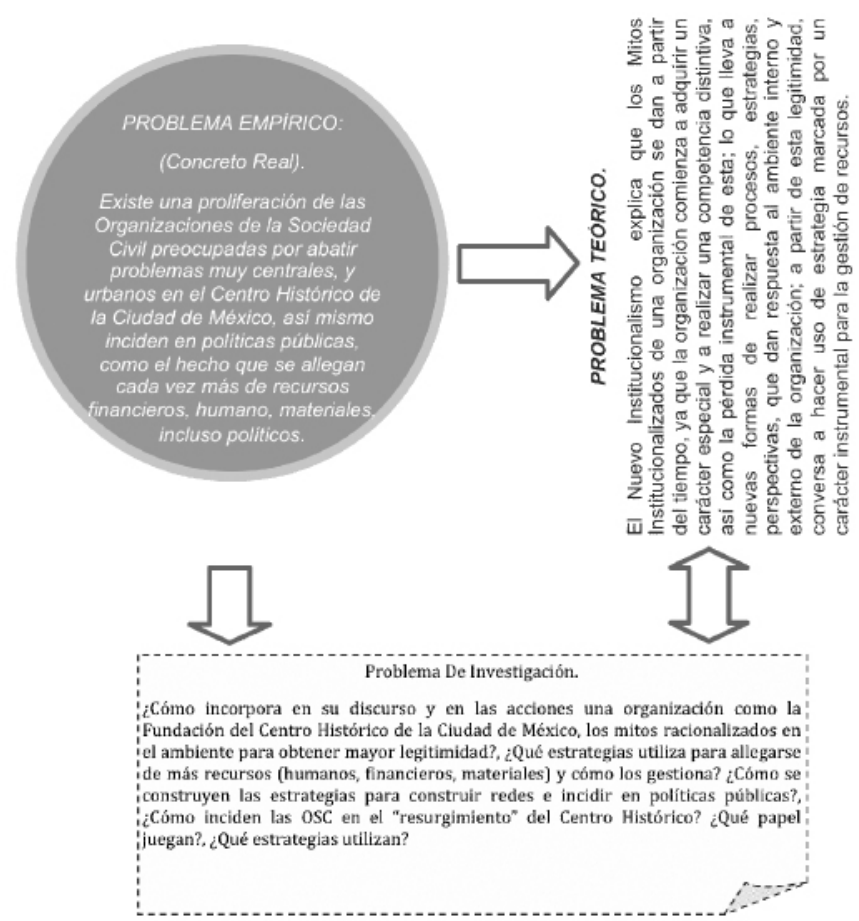 PROBLEMA EMPÍRICO:
(Concreto Real).
Existe una proliferación de las
Organizaciones de la Sociedad
Civil preocupadas por abatir
problemas muy centrales, y
urbanos en el Centro Histórico de
la Ciudad de México, así mismo
inciden en políticas públicas,
como el hecho que se allegan
cada vez más de recursos
financieros, humano, materiales,
incluso políticos.
PROBLEMA TEÓRICO.
El Nuevo Institucionalismo explica que los Mitos
Institucionalizados de una organización se dan a partir
del tiempo, ya que la organización comienza a adquirir un
carácter especial y a realizar una competencia distintiva,
así como la pérdida instrumental de esta; lo que lleva a
nuevas formas de realizar procesos, estrategias,
perspectivas, que dan respuesta al ambiente interno y
externo de la organización; a partir de esta legitimidad,
conversa a hacer uso de estrategia marcada por un
carácter instrumental para la gestión de recursos.
Problema De Investigación.
¿Cómo incorpora en su discurso y en las acciones una organización como la
Fundación del Centro Histórico de la Ciudad de México, los mitos racionalizados en
el ambiente para obtener mayor legitimidad?, ¿Qué estrategias utiliza para allegarse
de más recursos (humanos, financieros, materiales) y cómo los gestiona? ¿Cómo se
construyen las estrategias para construir redes e incidir en políticas públicas?,
¿Cómo inciden las OSC en el “resurgimiento” del Centro Histórico? ¿Qué papel
juegan?, ¿Qué estrategias utilizan?